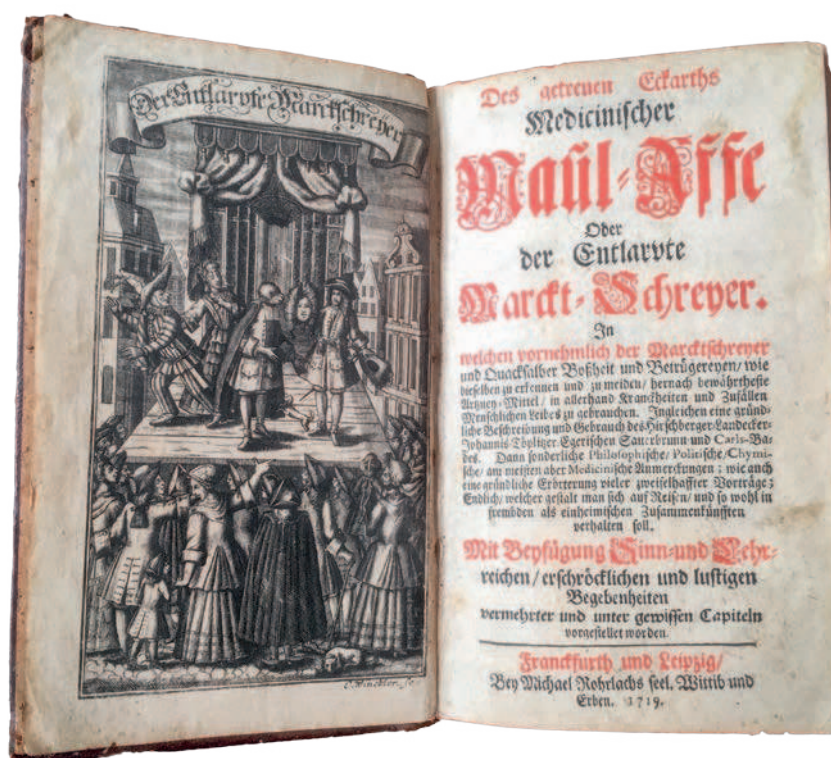 Der Entlarvte Marcktschreyer
C. Winckler. sc.
Des getreuen Eckarths
Medicinischer
Maül-Affe
Oder
der Entlarvte
Marckt-Schreyer.
In
welchen vornehmlich der Marcktschreyer
und Quacksalber Boßheit und Betrügereyen/ wie
dieselben zu erkennen und zu meiden/ hernach bewährtheste
Artzney-Mittel/ in allerhand Kranckheiten und Zufällen
Menschlichen Leibes zu gebrauchen. Ingleichen eine gründ-
liche Beschreibung und Gebrauch des Hirschberger-Landecker-
Johannis-Töplitzer Egerischen Sauerbrunn und Carls-Ba-
des. Dann sonderliche Philosophische/ Politische/ Chymi-
sche/ am meisten aber Medicinische Anmerckungen; wie auch
eine gründliche Erörterung vieler zweifelhaffter Vorträge;
Endlich/ welcher gestalt man sich auf Reisen/ und so wohl in
frembden als einheimischen Zusammenkünfften
verhalten soll.
Mit Beyfügung Sinn- und Lehr-
reichen/ erschröcklichen und lustigen
Begebenheiten
vermehrter und unter gewissen Capiteln
vorgestellet worden.
Franckfurth und Leipzig/
Bey Michael Rohrlachs seel. Wittib und
Erben. 1719.